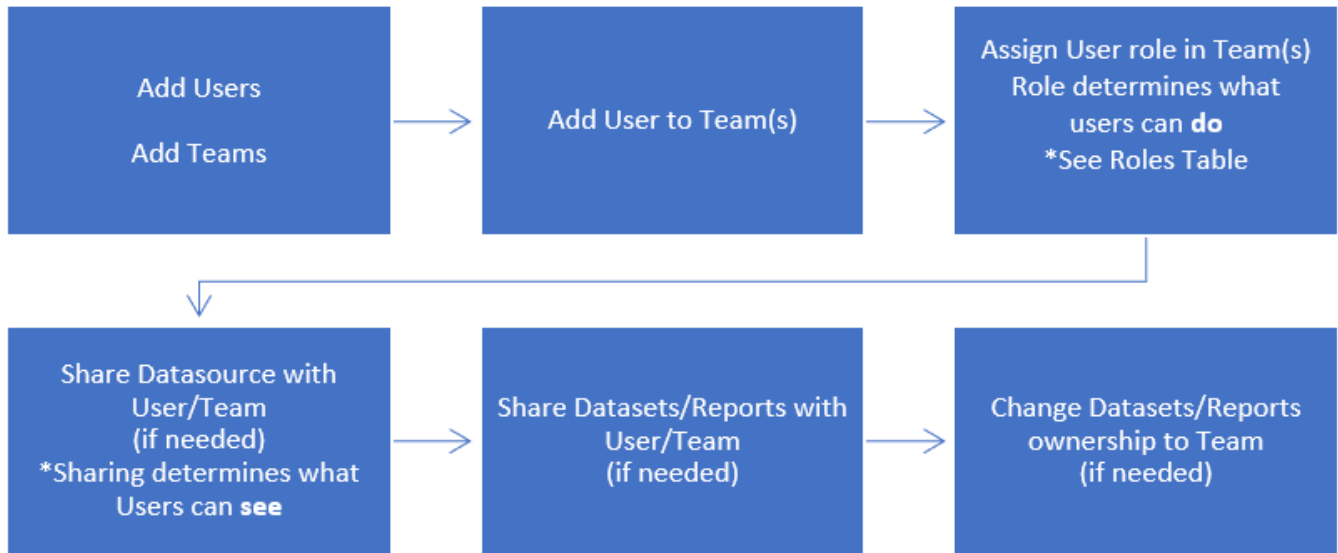 Add Users
Add Teams
Add User to Team(s)
Assign User role in Team(s)
Role determines what
users can do
*See Roles Table
Share Datasource with
User/Team
(if needed)
*Sharing determines what
Users can see
Share Datasets/Reports with
User/Team
(if needed)
Change Datasets/Reports
ownership to Team
(if needed)